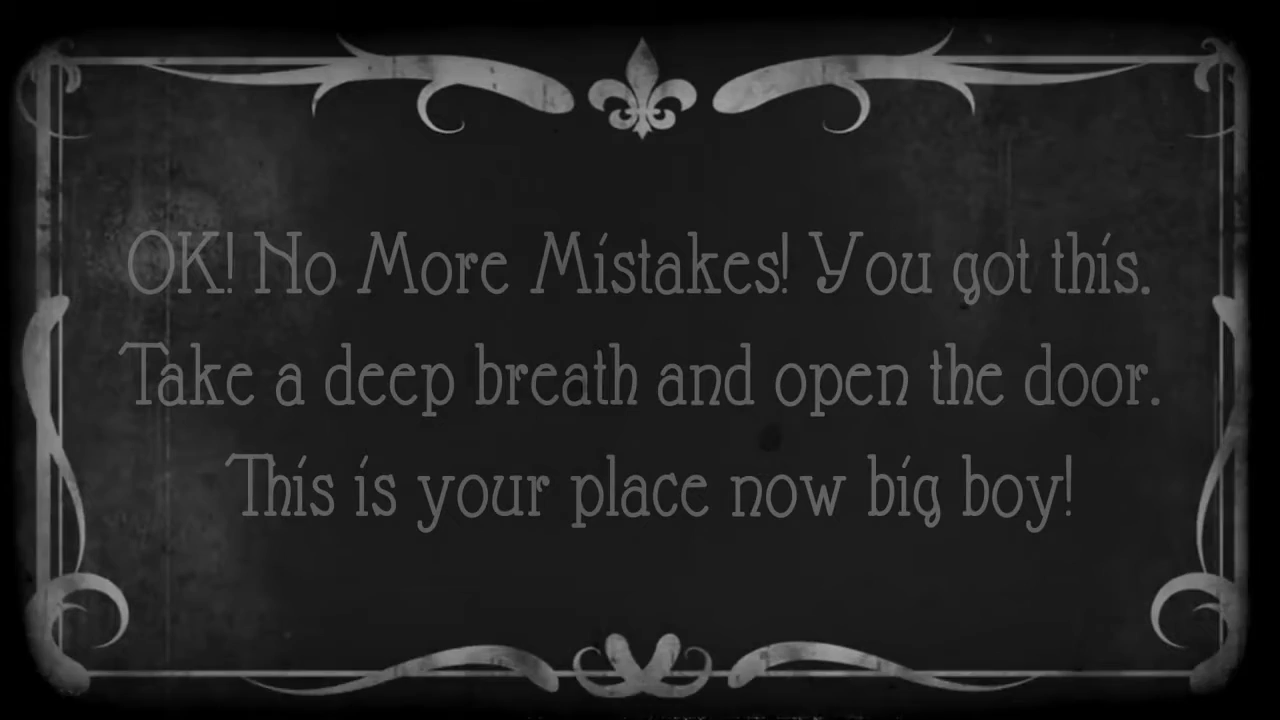 OK! No More Mistakes! You got this.
Take a deep breath and open the door.
This is your place now big boy!